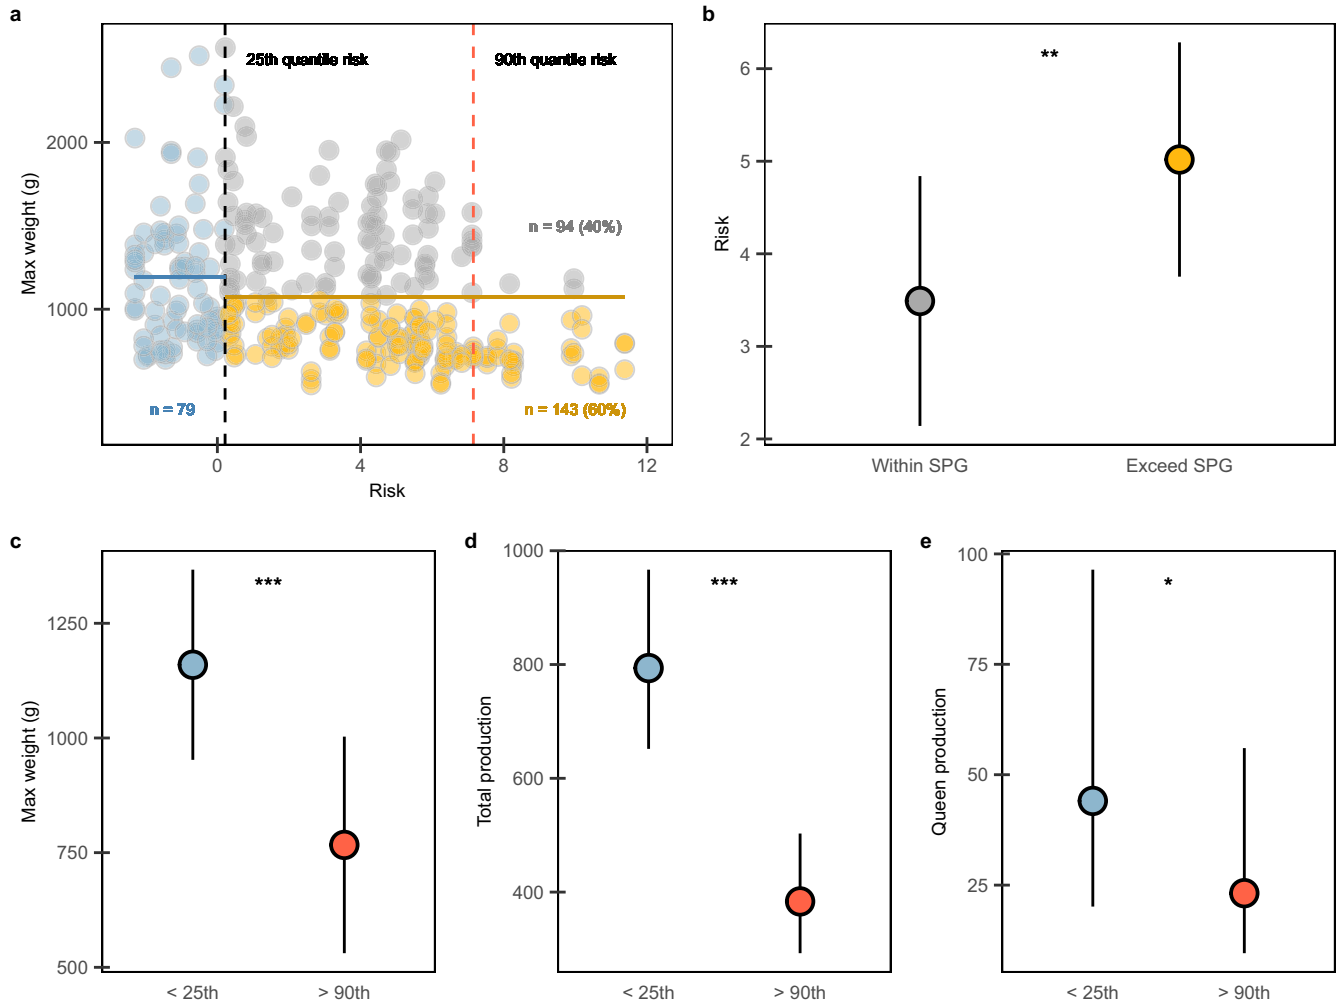 a
25th quantile risk
90th quantile risk
2000
1000
Max weight (g)
n = 94 (40%)
n = 79
n = 143 (60%)
0
4
8
12
Risk
b
**
6
5
4
3
2
Risk
Within SPG
Exceed SPG
c
***
1250
1000
750
500
Max weight (g)
< 25th
> 90th
d
***
1000
800
600
400
Total production
< 25th
> 90th
e
*
100
75
50
25
Queen production
< 25th
> 90th